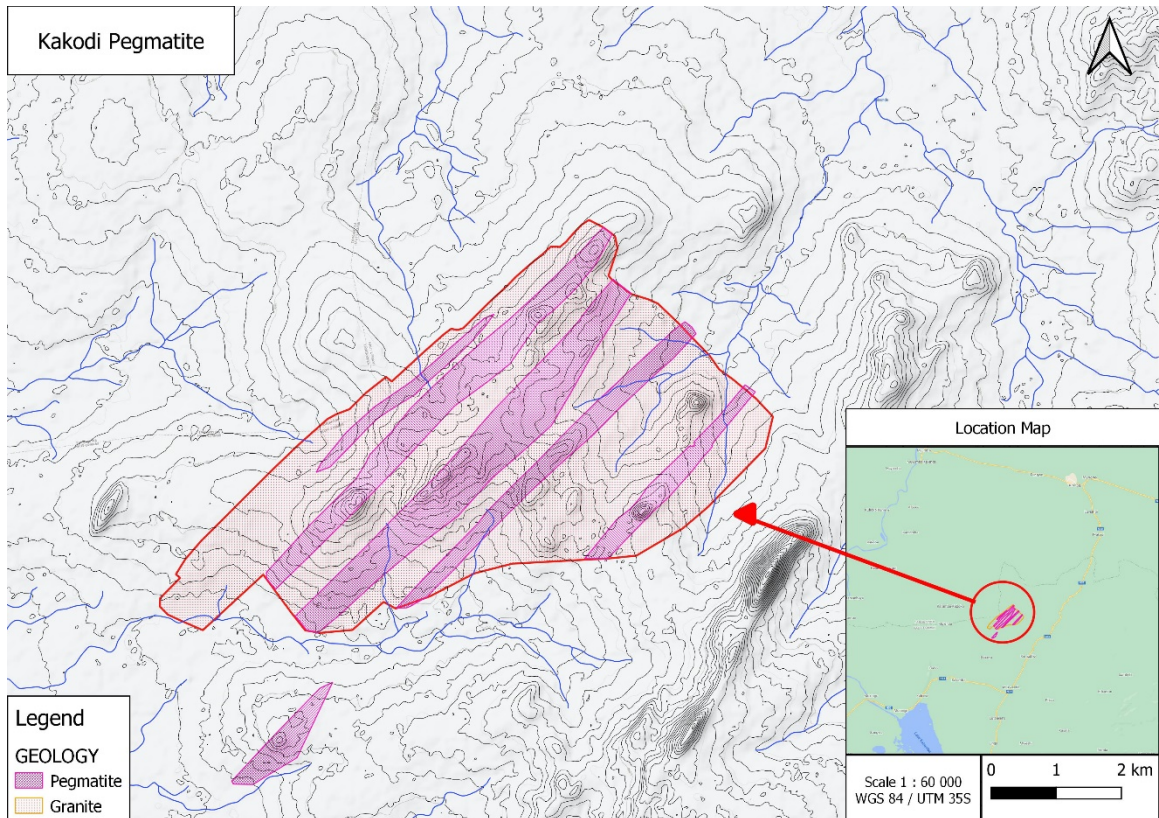 Kakodi Pegmatite
Location Map
Legend
GEOLOGY
Pegmatite
Granite
Scale 1 : 60 000
WGS 84 / UTM 35S
0 1 2 km